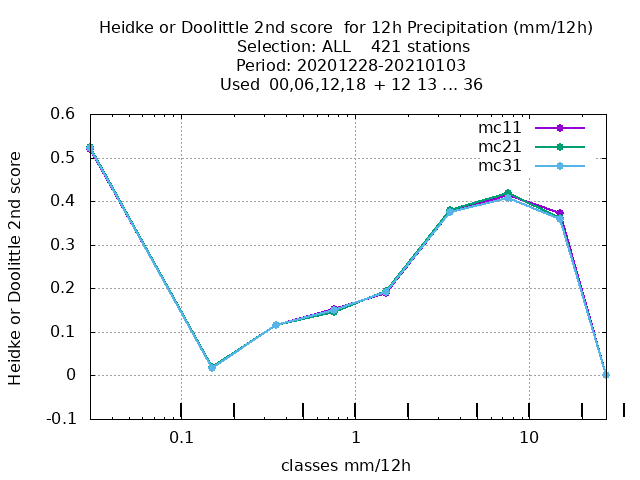 Heidke or Doolittle 2nd score  for 12h Precipitation (mm/12h)
Selection: ALL    421 stations
Period: 20201228-20210103
Used  00,06,12,18  + 12 13 ... 36
mc11
mc21
mc31
Heidke or Doolittle 2nd score
0.6
0.5
0.4
0.3
0.2
0.1
0
-0.1
0.1
1
10
classes mm/12h